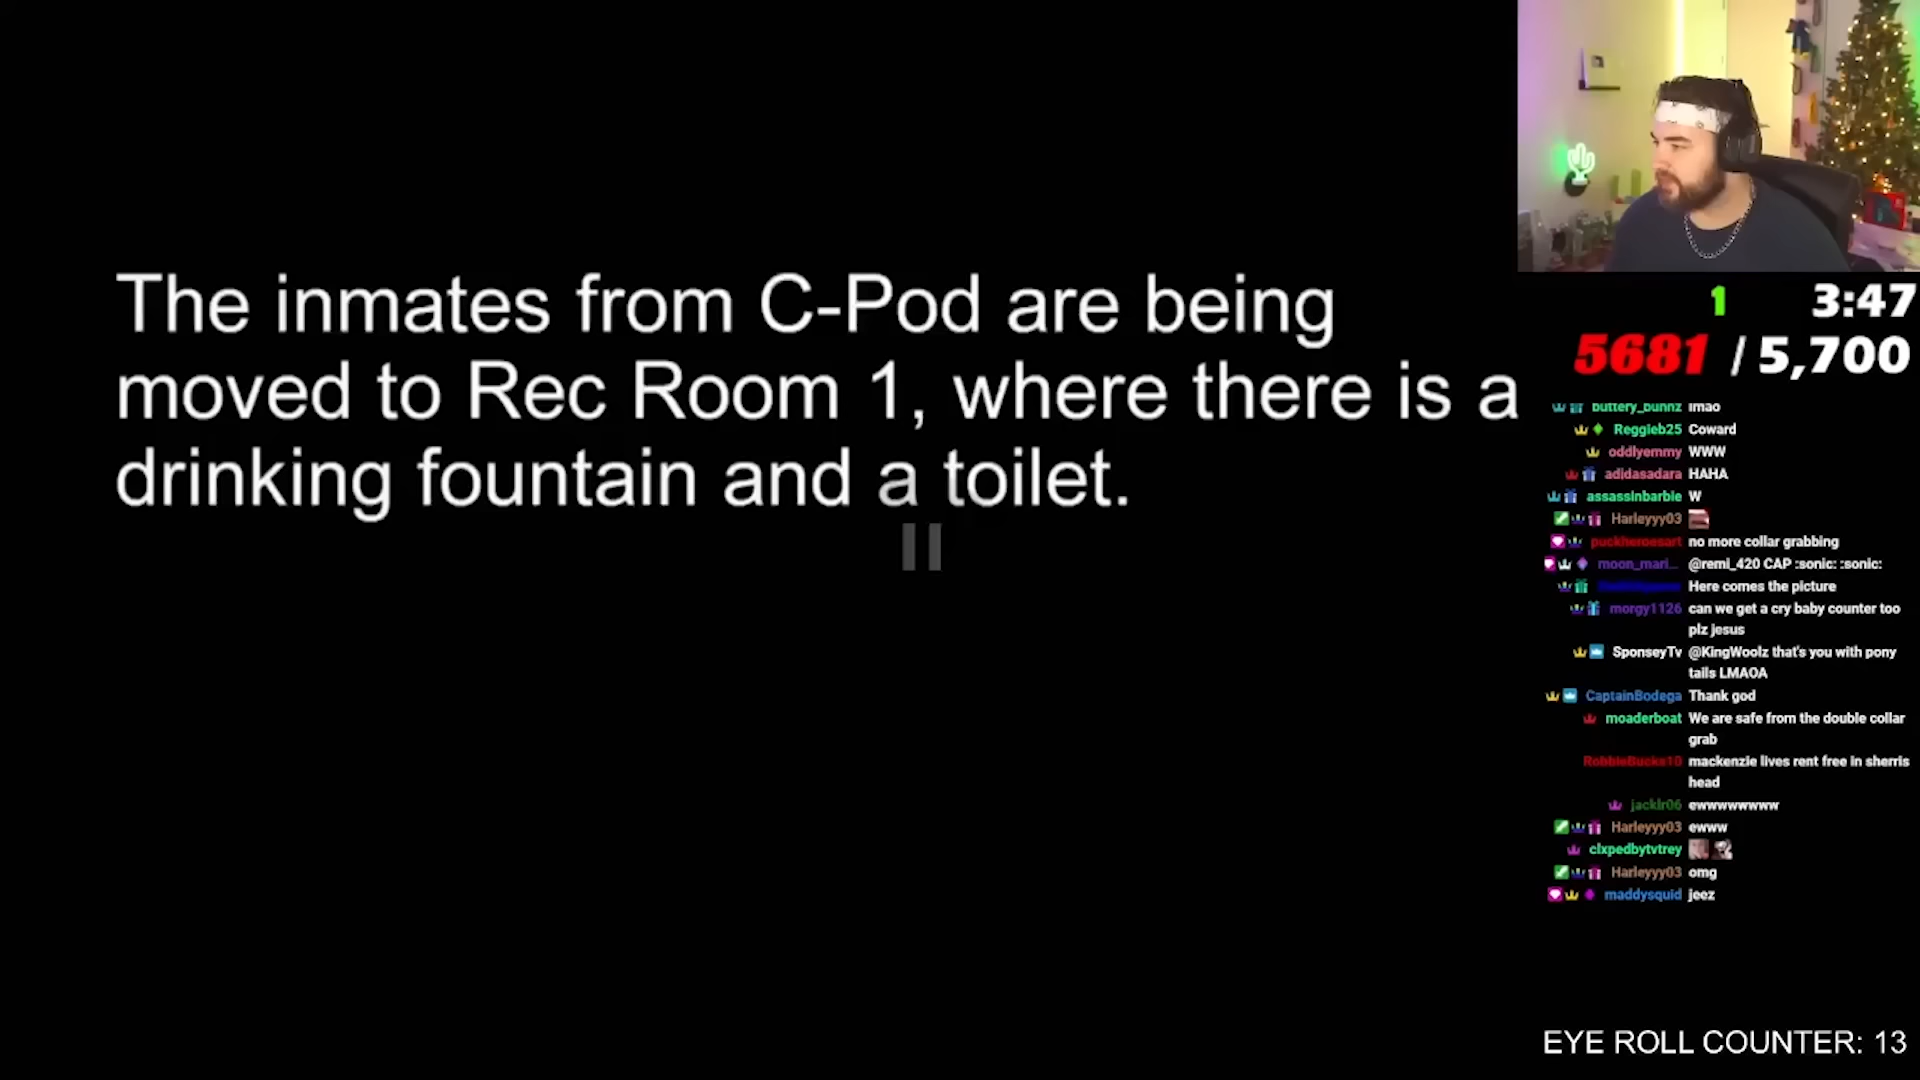 The inmates from C-Pod are being
moved to Rec Room 1, where there is a
drinking fountain and a toilet.
1 3:47
5681 / 5,700
buttery_bunnz lmao
Reggieb25 Coward
oddlyemmy WWW
adidasadara HAHA
assassinbarbie W
Harleyyy03
puckheroesart no more collar grabbing
moon_mari... @remi_420 CAP :sonic: :sonic:
Here comes the picture
morgy1126 can we get a cry baby counter too
plz jesus
SponseyTv @KingWoolz that's you with pony
tails LMAOA
CaptainBodega Thank god
moaderboat We are safe from the double collar
grab
RobbieBucks10 mackenzie lives rent free in sherris
head
jacklr06 ewwwwwwww
Harleyyy03 ewww
clxpedbytvtrey
Harleyyy03 omg
maddysquid jeez
EYE ROLL COUNTER: 13